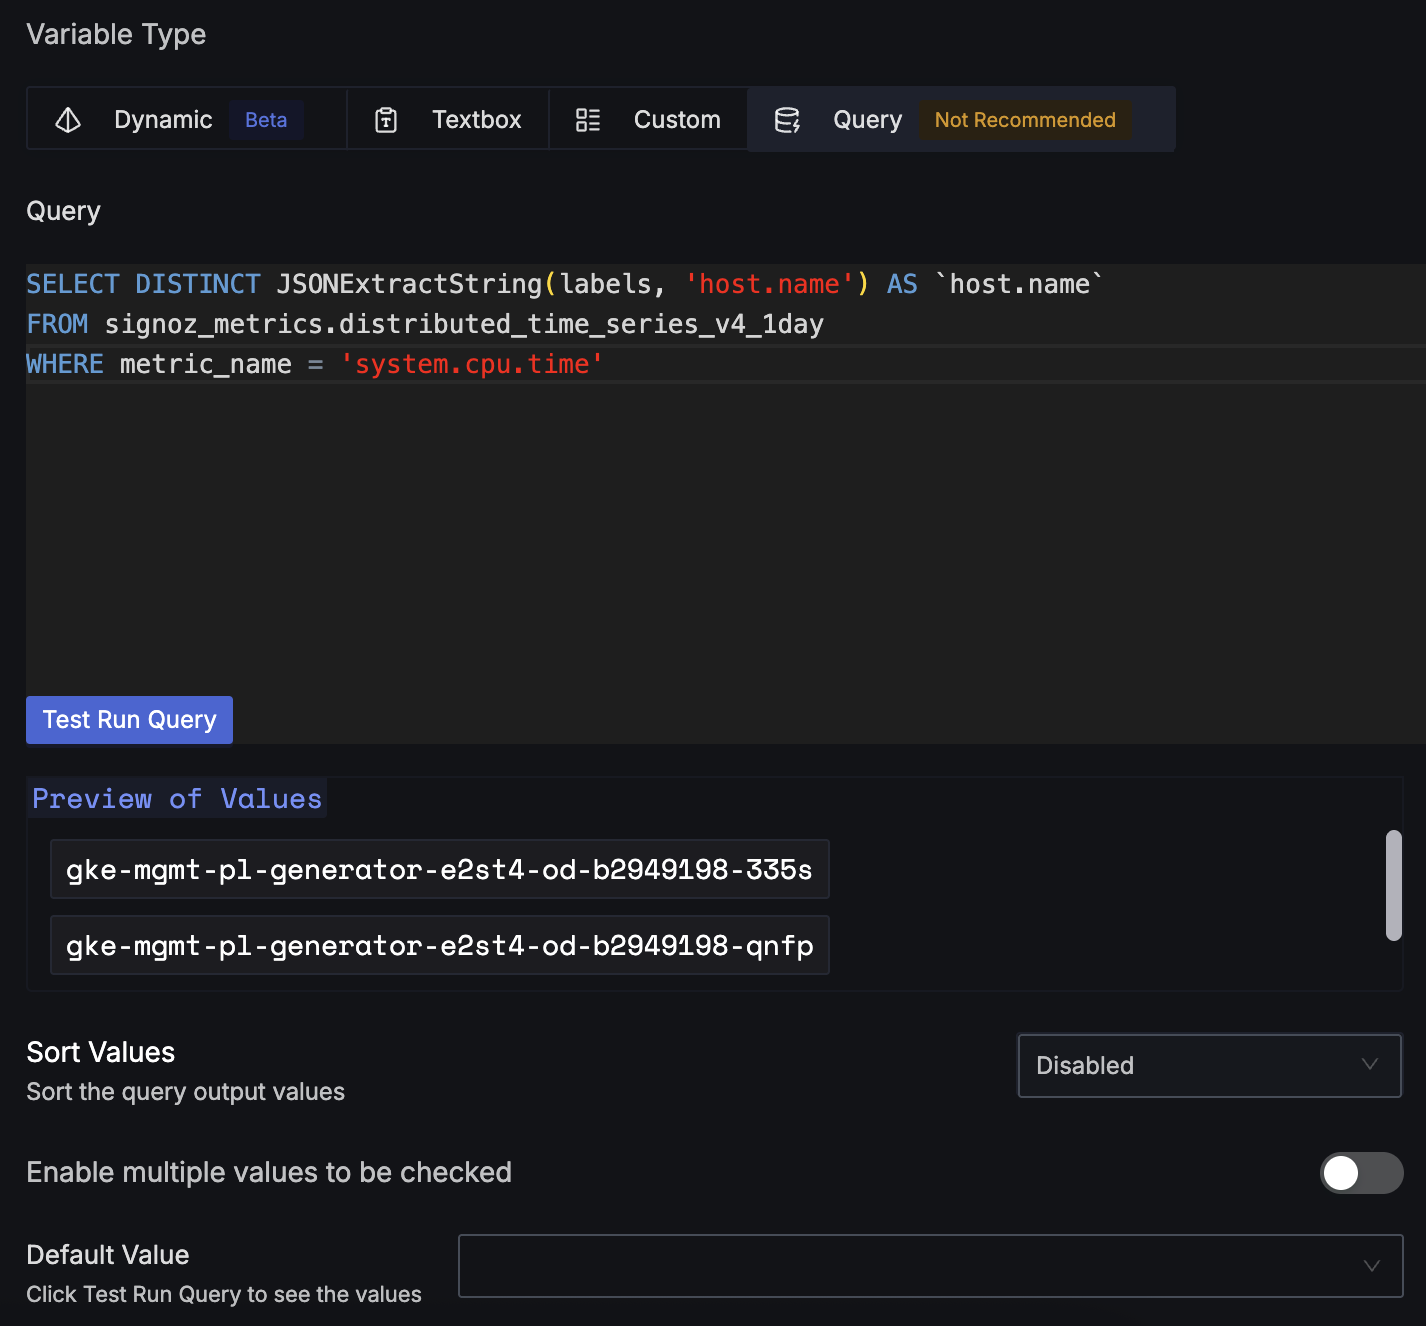 Variable Type
Dynamic Beta Textbox Custom Query Not Recommended
Query
SELECT DISTINCT JSONExtractString(labels, 'host.name') AS `host.name`
FROM signoz_metrics.distributed_time_series_v4_1day
WHERE metric_name = 'system.cpu.time'
Test Run Query
Preview of Values
gke-mgmt-pl-generator-e2st4-od-b2949198-335s
gke-mgmt-pl-generator-e2st4-od-b2949198-qnfp
Sort Values
Disabled
Sort the query output values
Enable multiple values to be checked
Default Value
Click Test Run Query to see the values